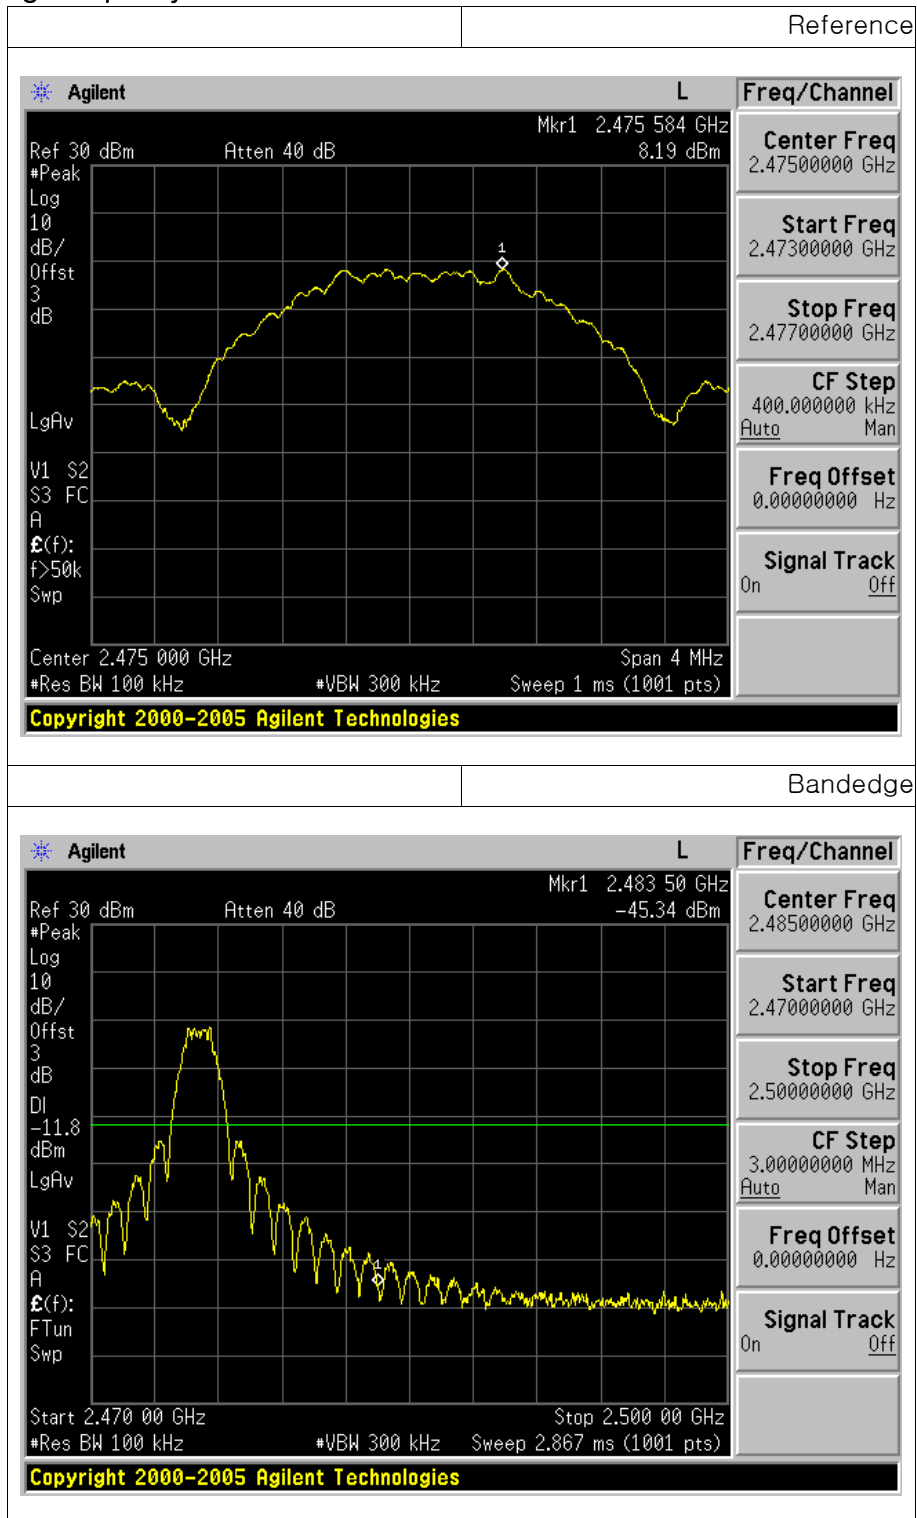 Reference
Agilent L Freq/Channel
Mkr1 2.475 584 GHz
Ref 30 dBm Atten 40 dB 8.19 dBm
#Peak
Log
10
dB/
Offst
3
dB
LgAv
V1 S2
S3 FC
A
£(f):
f>50k
Swp
1
Center 2.475 000 GHz Span 4 MHz
#Res BW 100 kHz #VBW 300 kHz Sweep 1 ms (1001 pts)
Copyright 2000-2005 Agilent Technologies
Center Freq
2.47500000 GHz
Start Freq
2.47300000 GHz
Stop Freq
2.47700000 GHz
CF Step
400.000000 kHz
Auto Man
Freq Offset
0.00000000 Hz
Signal Track
On Off
Bandedge
Agilent L Freq/Channel
Mkr1 2.483 50 GHz
Ref 30 dBm Atten 40 dB -45.34 dBm
#Peak
Log
10
dB/
Offst
3
dB
DI
-11.8
dBm
LgAv
V1 S2
S3 FC
A
£(f):
FTun
Swp
1
Start 2.470 00 GHz Stop 2.500 00 GHz
#Res BW 100 kHz #VBW 300 kHz Sweep 2.867 ms (1001 pts)
Copyright 2000-2005 Agilent Technologies
Center Freq
2.48500000 GHz
Start Freq
2.47000000 GHz
Stop Freq
2.50000000 GHz
CF Step
3.00000000 MHz
Auto Man
Freq Offset
0.00000000 Hz
Signal Track
On Off